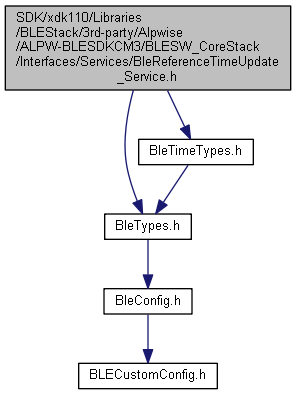 SDK/xdk110/Libraries
/BLEStack/3rd-party/Alpwise
/ALPW-BLESDKCM3/BLESW_CoreStack
/Interfaces/Services/BleReferenceTimeUpdate
_Service.h
BleTimeTypes.h
BleTypes.h
BleConfig.h
BLECustomConfig.h